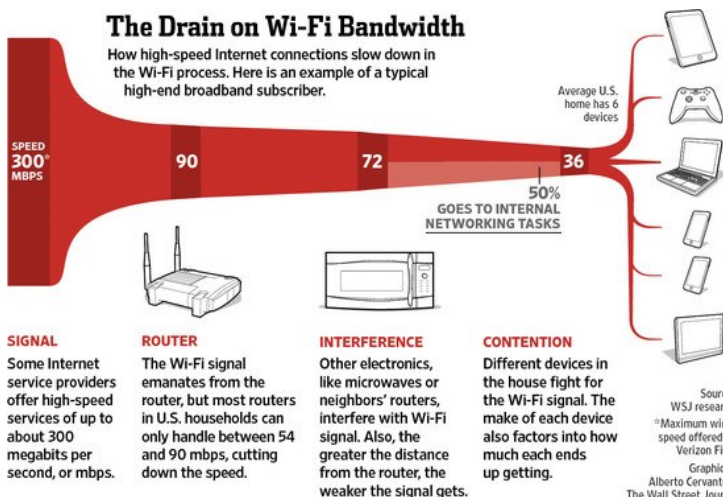 The Drain on Wi-Fi Bandwidth
How high-speed Internet connections slow down in
the Wi-Fi process. Here is an example of a typical
high-end broadband subscriber.
Average U.S.
home has 6
devices
SPEED
300*
MBPS
90
72
36
50%
GOES TO INTERNAL
NETWORKING TASKS
SIGNAL
Some Internet
service providers
offer high-speed
services of up to
about 300
megabits per
second, or mbps.
ROUTER
The Wi-Fi signal
emanates from the
router, but most routers
in U.S. households can
only handle between 54
and 90 mbps, cutting
down the speed.
INTERFERENCE
Other electronics,
like microwaves or
neighbors' routers,
interfere with Wi-Fi
signal. Also, the
greater the distance
from the router, the
weaker the signal gets.
CONTENTION
Different devices in
the house fight for
the Wi-Fi signal. The
make of each device
also factors into how
much each ends
up getting.
WSJ
*Maximum
speed offered
Verizon
Alberto
The Wall Street